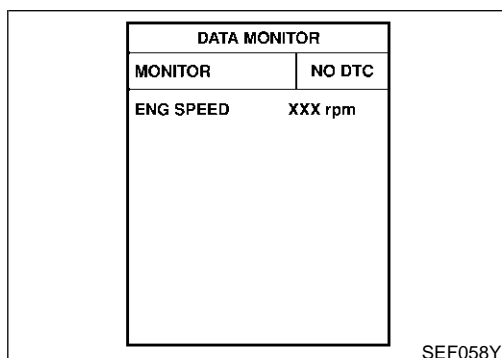 DATA MONITOR
MONITOR NO DTC
ENG SPEED XXX rpm
SEF058Y